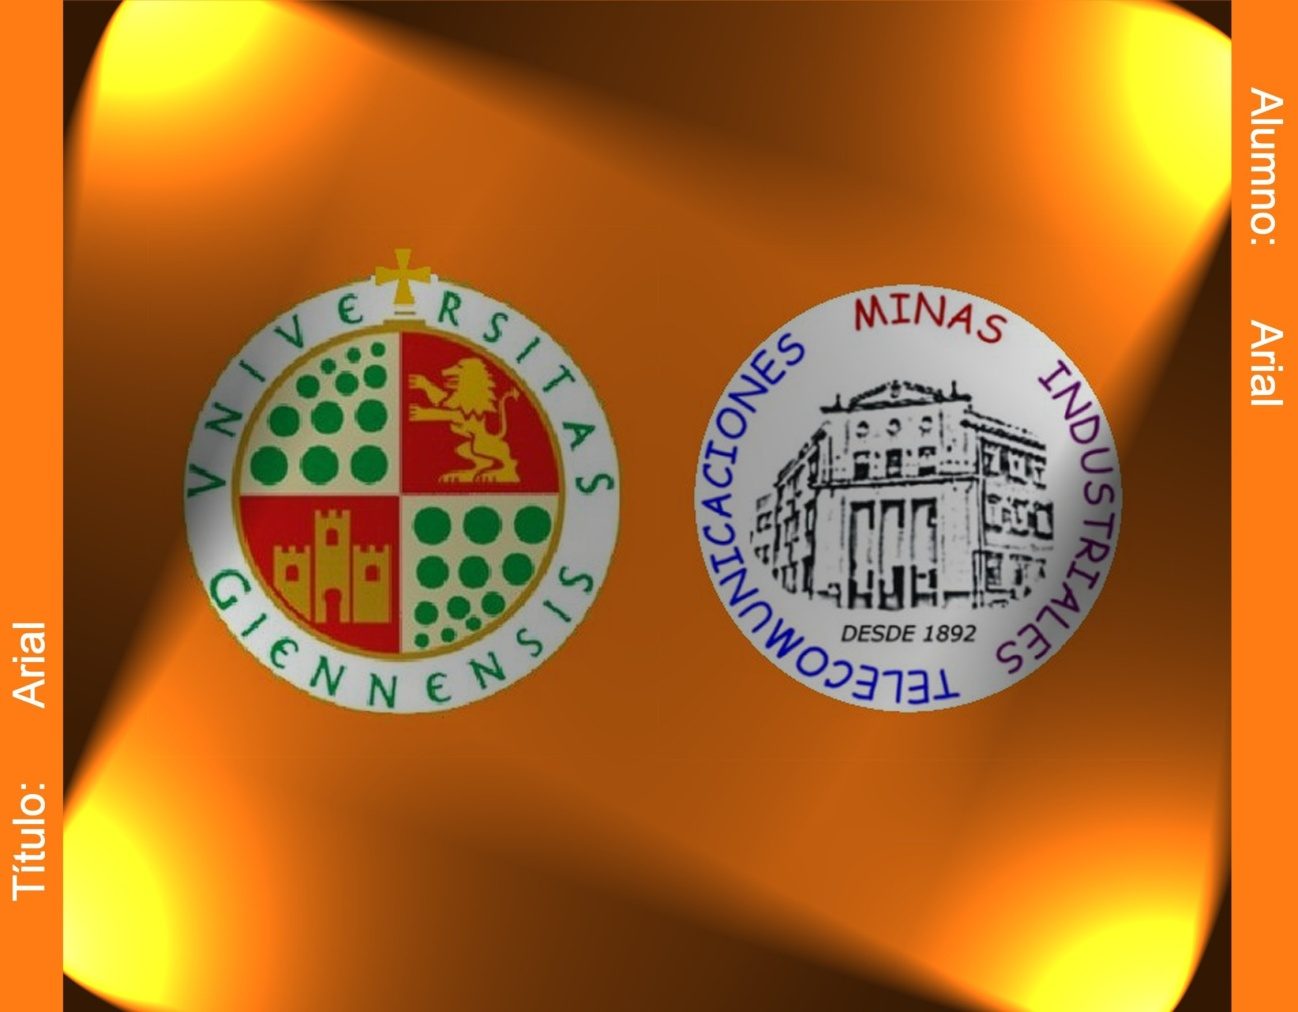 Título: Arial
VNIVERSITAS
GIENNENSIS
MINAS
INDUSTRIALES
TELECOMUNICACIONES
DESDE 1892
Alumno: Arial